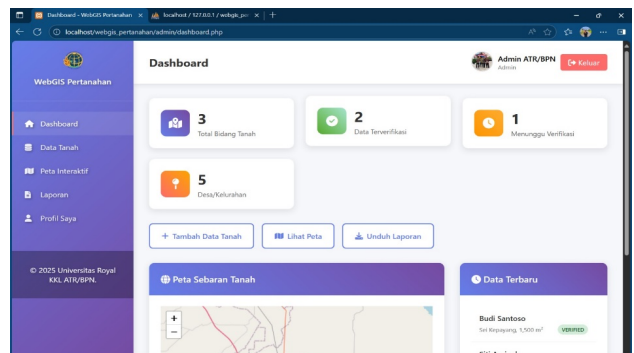 Dashboard - WebGIS Pertanahan
localhost / 127.0.0.1 / webgis_per
localhost/webgis_pertanahan/admin/dashboard.php
WebGIS Pertanahan
Dashboard
Data Tanah
Peta Interaktif
Laporan
Profil Saya
© 2025 Universitas Royal
KKL ATR/BPN.
Dashboard
Admin ATR/BPN
Admin
Keluar
3
Total Bidang Tanah
2
Data Terverifikasi
1
Menunggu Verifikasi
5
Desa/Kelurahan
+ Tambah Data Tanah
Lihat Peta
Unduh Laporan
Peta Sebaran Tanah
+
−
Data Terbaru
Budi Santoso
Sei Kepayang, 1,500 m²
VERIFIED